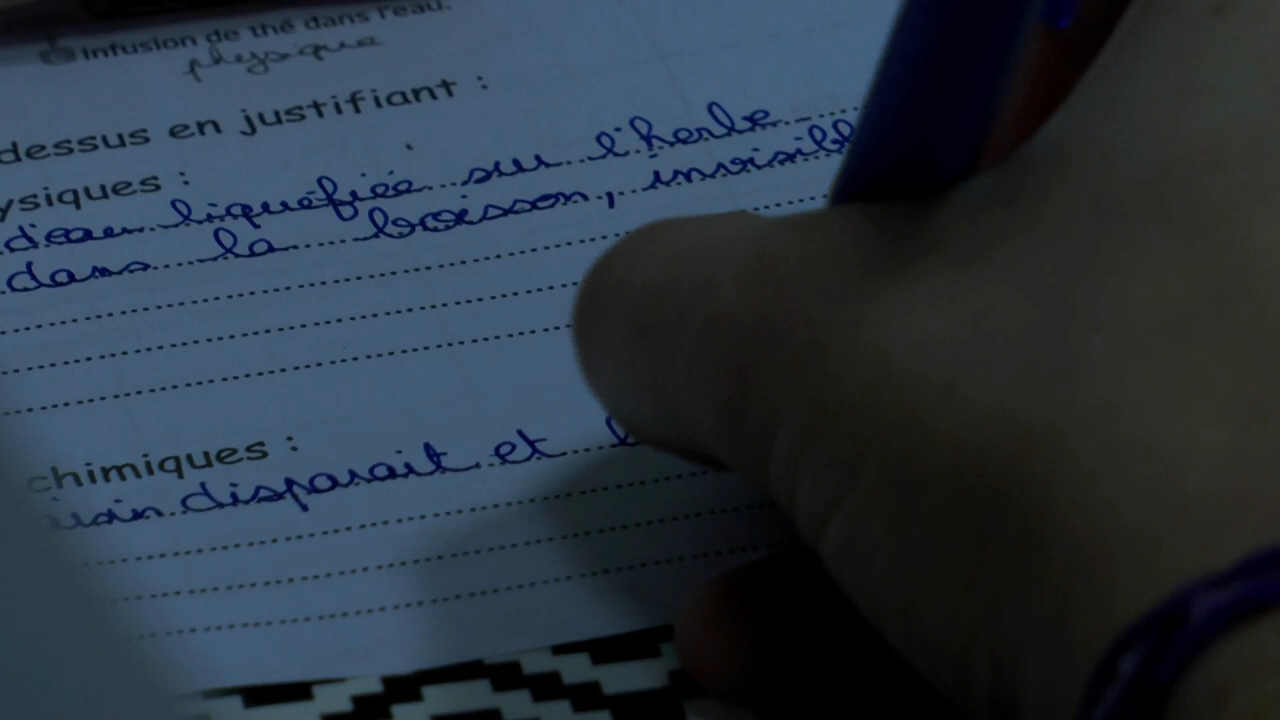 Infusion de thé dans l'eau.
physique
dessus en justifiant :
ysiques :
d'eau liquéfiée sur l'herbe
dans la boisson, invisibl
chimiques :
disparait et